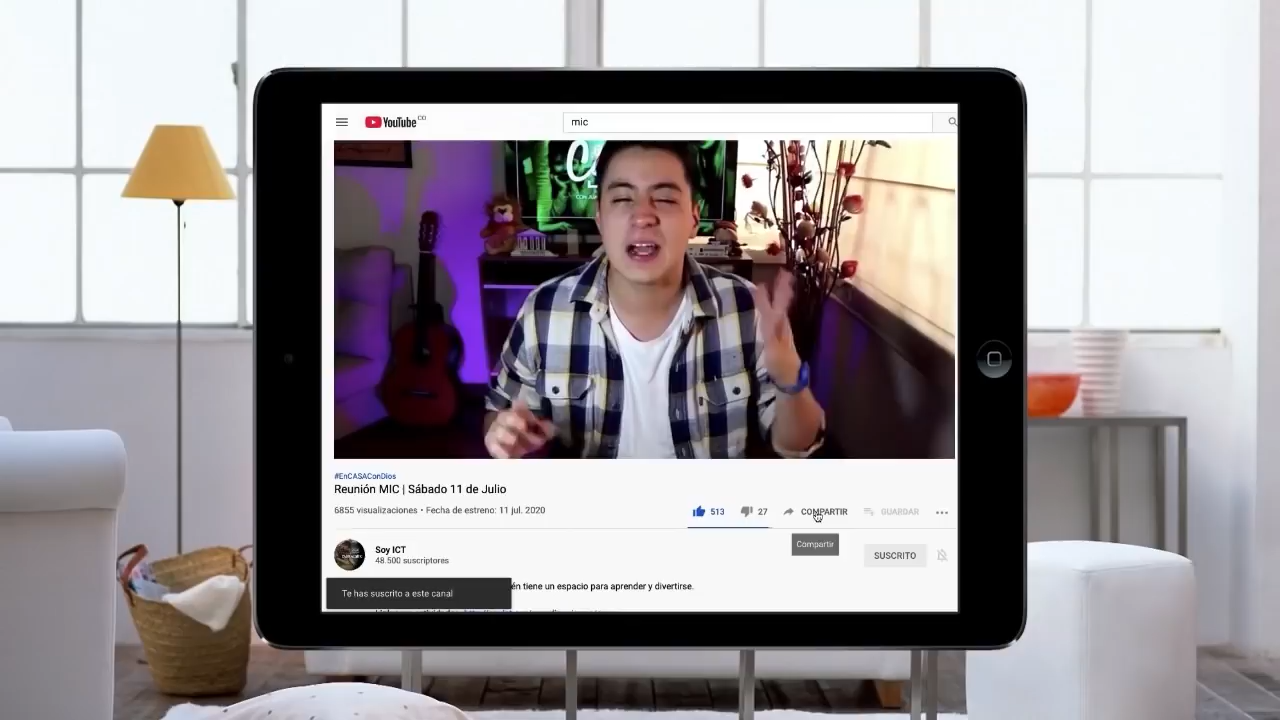 YouTube CO
mic
#EnCASAConDios
Reunión MIC | Sábado 11 de Julio
6855 visualizaciones • Fecha de estreno: 11 jul. 2020
513
27
COMPARTIR
GUARDAR
Compartir
Soy ICT
48.500 suscriptores
SUSCRITO
én tiene un espacio para aprender y divertirse.
Te has suscrito a este canal